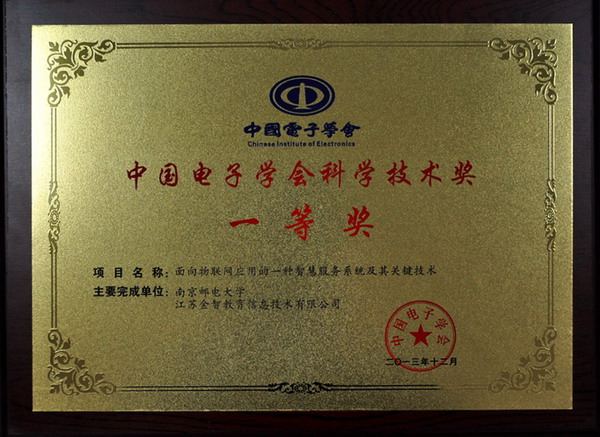 中國電子學會
Chinese Institute of Electronics
中国电子学会科学技术奖
一等奖
项目名称：面向物联网应用的一种智慧服务系统及其关键技术
主要完成单位：南京邮电大学
江苏金智教育信息技术有限公司
中国电子学会
二〇一三年十二月